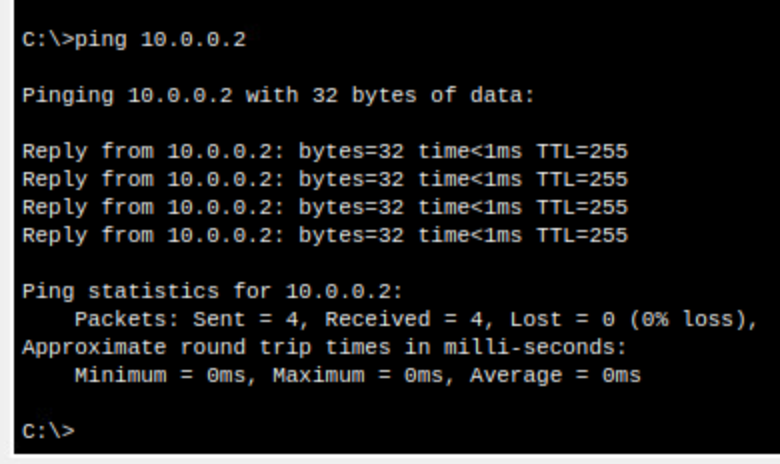 C:\>ping 10.0.0.2
Pinging 10.0.0.2 with 32 bytes of data:
Reply from 10.0.0.2: bytes=32 time<1ms TTL=255
Reply from 10.0.0.2: bytes=32 time<1ms TTL=255
Reply from 10.0.0.2: bytes=32 time<1ms TTL=255
Reply from 10.0.0.2: bytes=32 time<1ms TTL=255
Ping statistics for 10.0.0.2:
    Packets: Sent = 4, Received = 4, Lost = 0 (0% loss),
Approximate round trip times in milli-seconds:
    Minimum = 0ms, Maximum = 0ms, Average = 0ms
C:\>